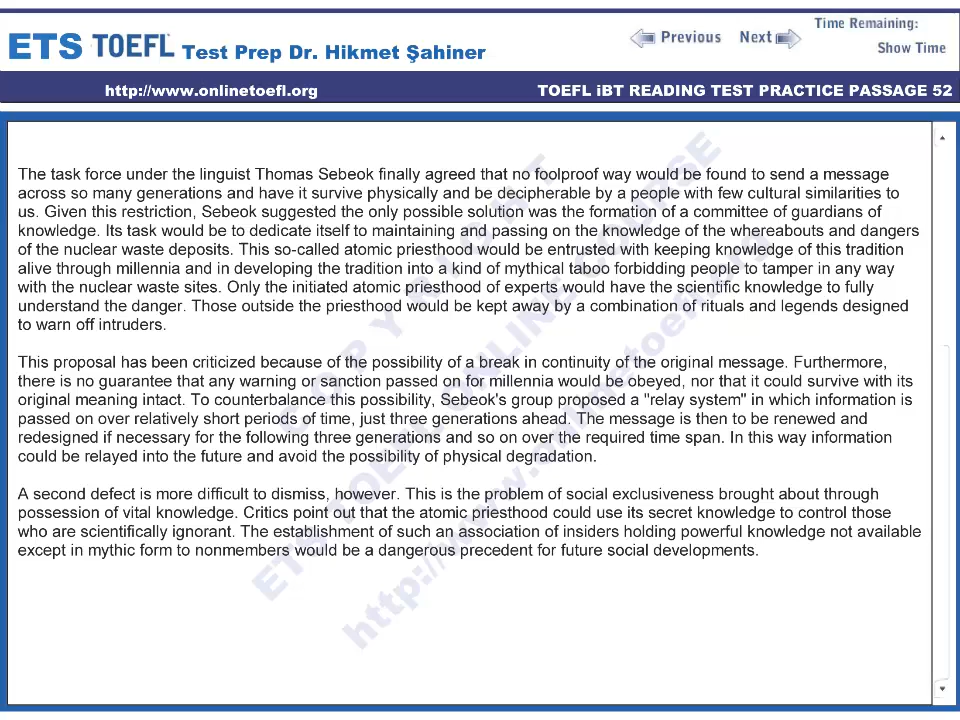 Time Remaining:
ETS TOEFL Test Prep Dr. Hikmet Şahiner
Previous Next
Show Time
http://www.onlinetoefl.org TOEFL iBT READING TEST PRACTICE PASSAGE 52
The task force under the linguist Thomas Sebeok finally agreed that no foolproof way would be found to send a message
across so many generations and have it survive physically and be decipherable by a people with few cultural similarities to
us. Given this restriction, Sebeok suggested the only possible solution was the formation of a committee of guardians of
knowledge. Its task would be to dedicate itself to maintaining and passing on the knowledge of the whereabouts and dangers
of the nuclear waste deposits. This so-called atomic priesthood would be entrusted with keeping knowledge of this tradition
alive through millennia and in developing the tradition into a kind of mythical taboo forbidding people to tamper in any way
with the nuclear waste sites. Only the initiated atomic priesthood of experts would have the scientific knowledge to fully
understand the danger. Those outside the priesthood would be kept away by a combination of rituals and legends designed
to warn off intruders.
This proposal has been criticized because of the possibility of a break in continuity of the original message. Furthermore,
there is no guarantee that any warning or sanction passed on for millennia would be obeyed, nor that it could survive with its
original meaning intact. To counterbalance this possibility, Sebeok's group proposed a "relay system" in which information is
passed on over relatively short periods of time, just three generations ahead. The message is then to be renewed and
redesigned if necessary for the following three generations and so on over the required time span. In this way information
could be relayed into the future and avoid the possibility of physical degradation.
A second defect is more difficult to dismiss, however. This is the problem of social exclusiveness brought about through
possession of vital knowledge. Critics point out that the atomic priesthood could use its secret knowledge to control those
who are scientifically ignorant. The establishment of such an association of insiders holding powerful knowledge not available
except in mythic form to nonmembers would be a dangerous precedent for future social developments.
COPYRIGHT
ETS TOEFL ONLINE COURSE
http://www.onlinetoefl.org